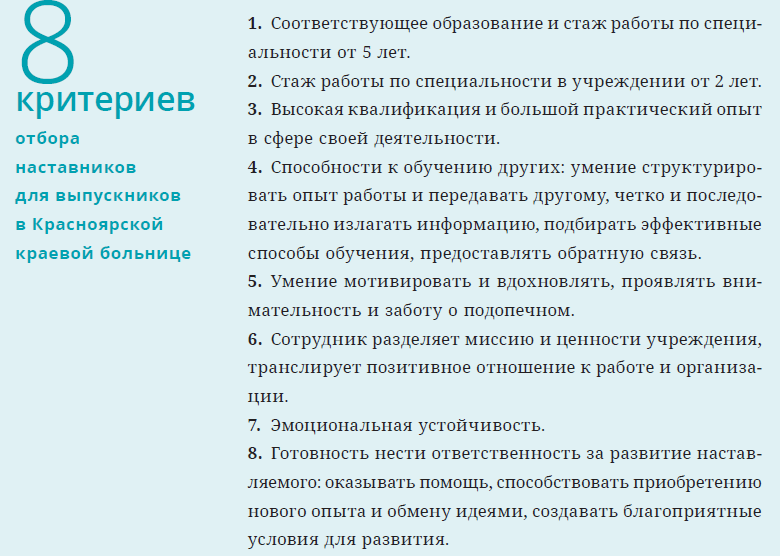 8
критериев
отбора
наставников
для выпускников
в Красноярской
краевой больнице
1. Соответствующее образование и стаж работы по специ-
альности от 5 лет.
2. Стаж работы по специальности в учреждении от 2 лет.
3. Высокая квалификация и большой практический опыт
в сфере своей деятельности.
4. Способности к обучению других: умение структуриро-
вать опыт работы и передавать другому, четко и последо-
вательно излагать информацию, подбирать эффективные
способы обучения, предоставлять обратную связь.
5. Умение мотивировать и вдохновлять, проявлять вни-
мательность и заботу о подопечном.
6. Сотрудник разделяет миссию и ценности учреждения,
транслирует позитивное отношение к работе и организа-
ции.
7. Эмоциональная устойчивость.
8. Готовность нести ответственность за развитие настав-
ляемого: оказывать помощь, способствовать приобретению
нового опыта и обмену идеями, создавать благоприятные
условия для развития.